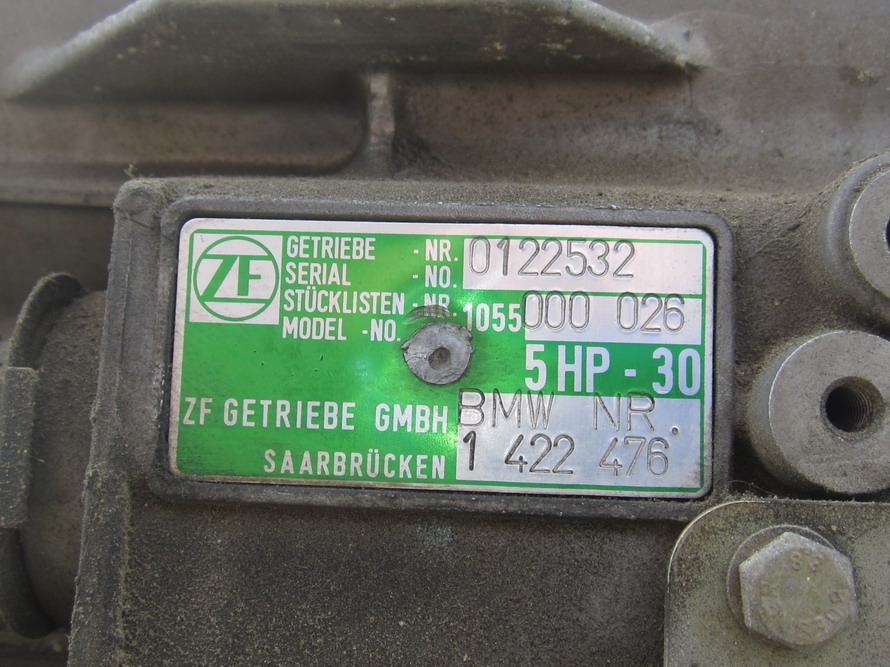 ZF
GETRIEBE - NR. 0122532
SERIAL - NO.
STÜCKLISTEN - NR. 1055 000 026
MODEL - NO.
5 HP - 30
ZF GETRIEBE GMBH BMW NR.
SAARBRÜCKEN 1 422 476